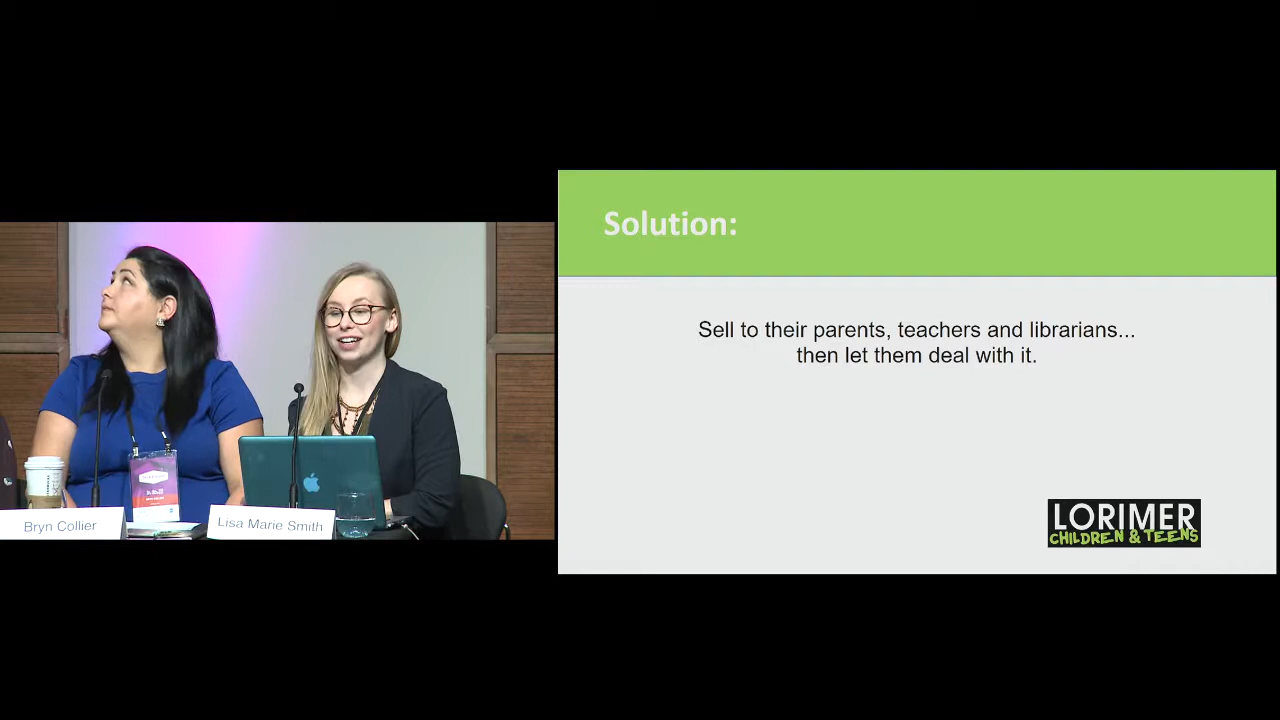 Solution:
Sell to their parents, teachers and librarians...
then let them deal with it.
LORIMER
CHILDREN & TEENS
Bryn Collier
Lisa Marie Smith